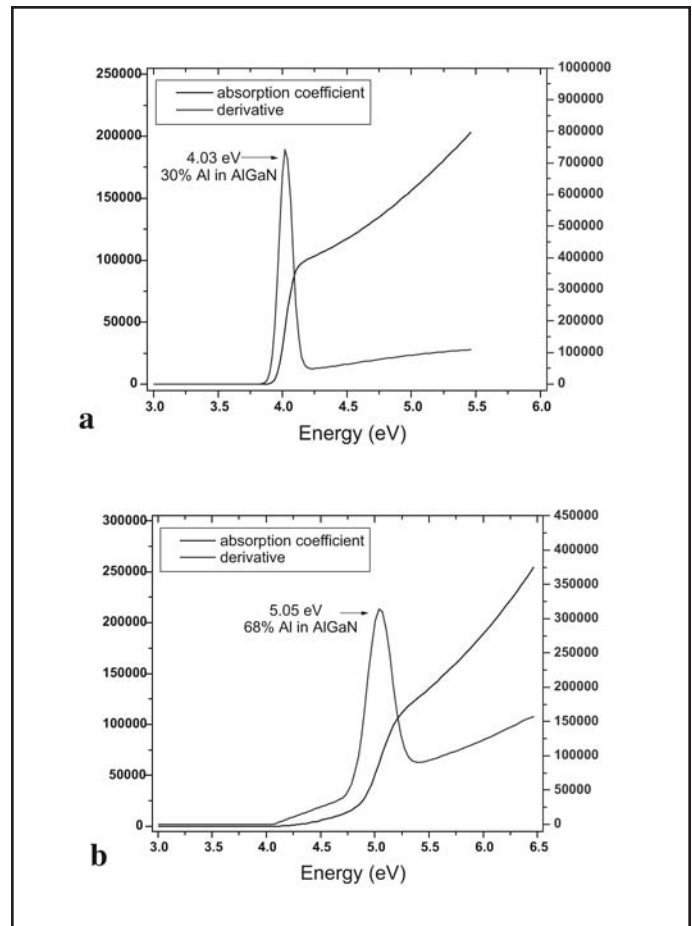 250000
200000
150000
100000
50000
0
1000000
900000
800000
700000
600000
500000
400000
300000
200000
100000
0
absorption coefficient
derivative
4.03 eV
30% Al in AlGaN
3.0 3.5 4.0 4.5 5.0 5.5 6.0
a
Energy (eV)
300000
250000
200000
150000
100000
50000
0
450000
400000
350000
300000
250000
200000
150000
100000
50000
0
absorption coefficient
derivative
5.05 eV
68% Al in AlGaN
3.0 3.5 4.0 4.5 5.0 5.5 6.0 6.5
b
Energy (eV)